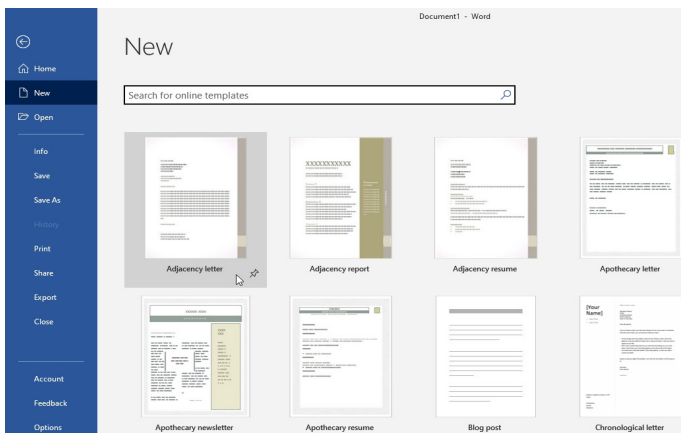 Document1 - Word
New
Home
New
Open
Info
Save
Save As
History
Print
Share
Export
Close
Account
Feedback
Options
Search for online templates
Adjacency letter
Adjacency report
Adjacency resume
Apothecary letter
[Your
Name]
Apothecary newsletter
Apothecary resume
Blog post
Chronological letter